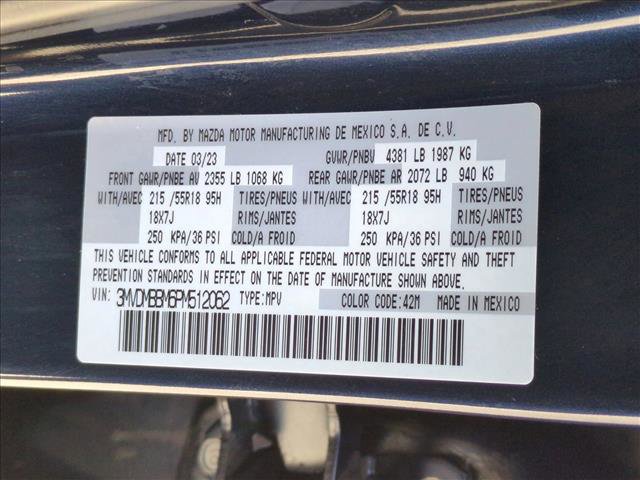 MFD. BY MAZDA MOTOR MANUFACTURING DE MEXICO S.A. DE C.V.
DATE 03/23 GVWR/PNBV 4381 LB 1987 KG
FRONT GAWR/PNBE AV 2355 LB 1068 KG REAR GAWR/PNBE AR 2072 LB 940 KG
WITH/AVEC 215 /55R18 95H TIRES/PNEUS WITH/AVEC 215 /55R18 95H TIRES/PNEUS
18X7J RIMS/JANTES 18X7J RIMS/JANTES
250 KPA/36 PSI COLD/A FROID 250 KPA/36 PSI COLD/A FROID
THIS VEHICLE CONFORMS TO ALL APPLICABLE FEDERAL MOTOR VEHICLE SAFETY AND THEFT
PREVENTION STANDARDS IN EFFECT ON THE DATE OF MANUFACTURE SHOWN ABOVE.
VIN: 3MVDMBBM6PM512062 TYPE:MPV COLOR CODE:42M MADE IN MEXICO